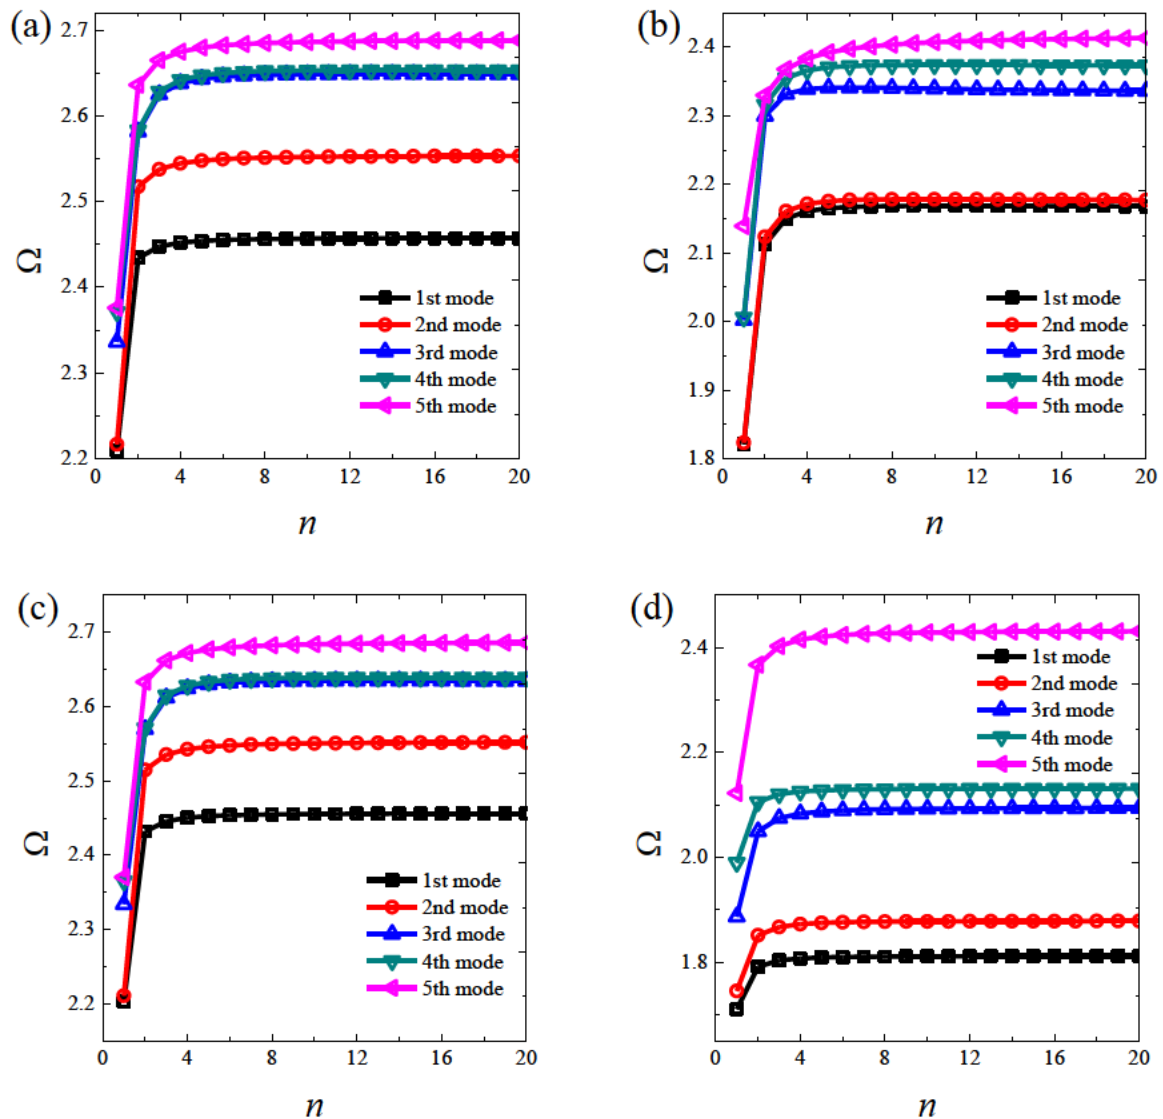 (a)
2.7
2.6
2.5
2.4
2.3
2.2
Ω
1st mode
2nd mode
3rd mode
4th mode
5th mode
0 4 8 12 16 20
n
(b)
2.4
2.3
2.2
2.1
2.0
1.9
1.8
Ω
1st mode
2nd mode
3rd mode
4th mode
5th mode
0 4 8 12 16 20
n
(c)
2.7
2.6
2.5
2.4
2.3
2.2
Ω
1st mode
2nd mode
3rd mode
4th mode
5th mode
0 4 8 12 16 20
n
(d)
2.4
2.2
2.0
1.8
Ω
1st mode
2nd mode
3rd mode
4th mode
5th mode
0 4 8 12 16 20
n